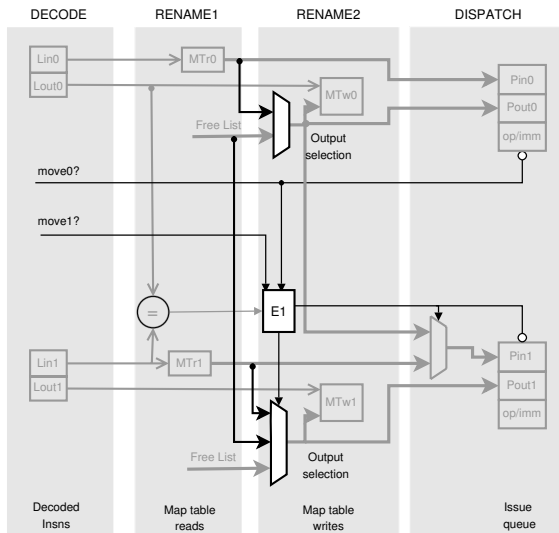 DECODE RENAME1 RENAME2 DISPATCH
Lin0 MTr0 Pin0
Lout0 MTw0 Pout0
Free List
Output
selection
op/imm
move0?
move1?
= E1
Lin1 MTr1 Pin1
Lout1 MTw1 Pout1
op/imm
Free List
Output
selection
Decoded
Insns
Map table
reads
Map table
writes
Issue
queue